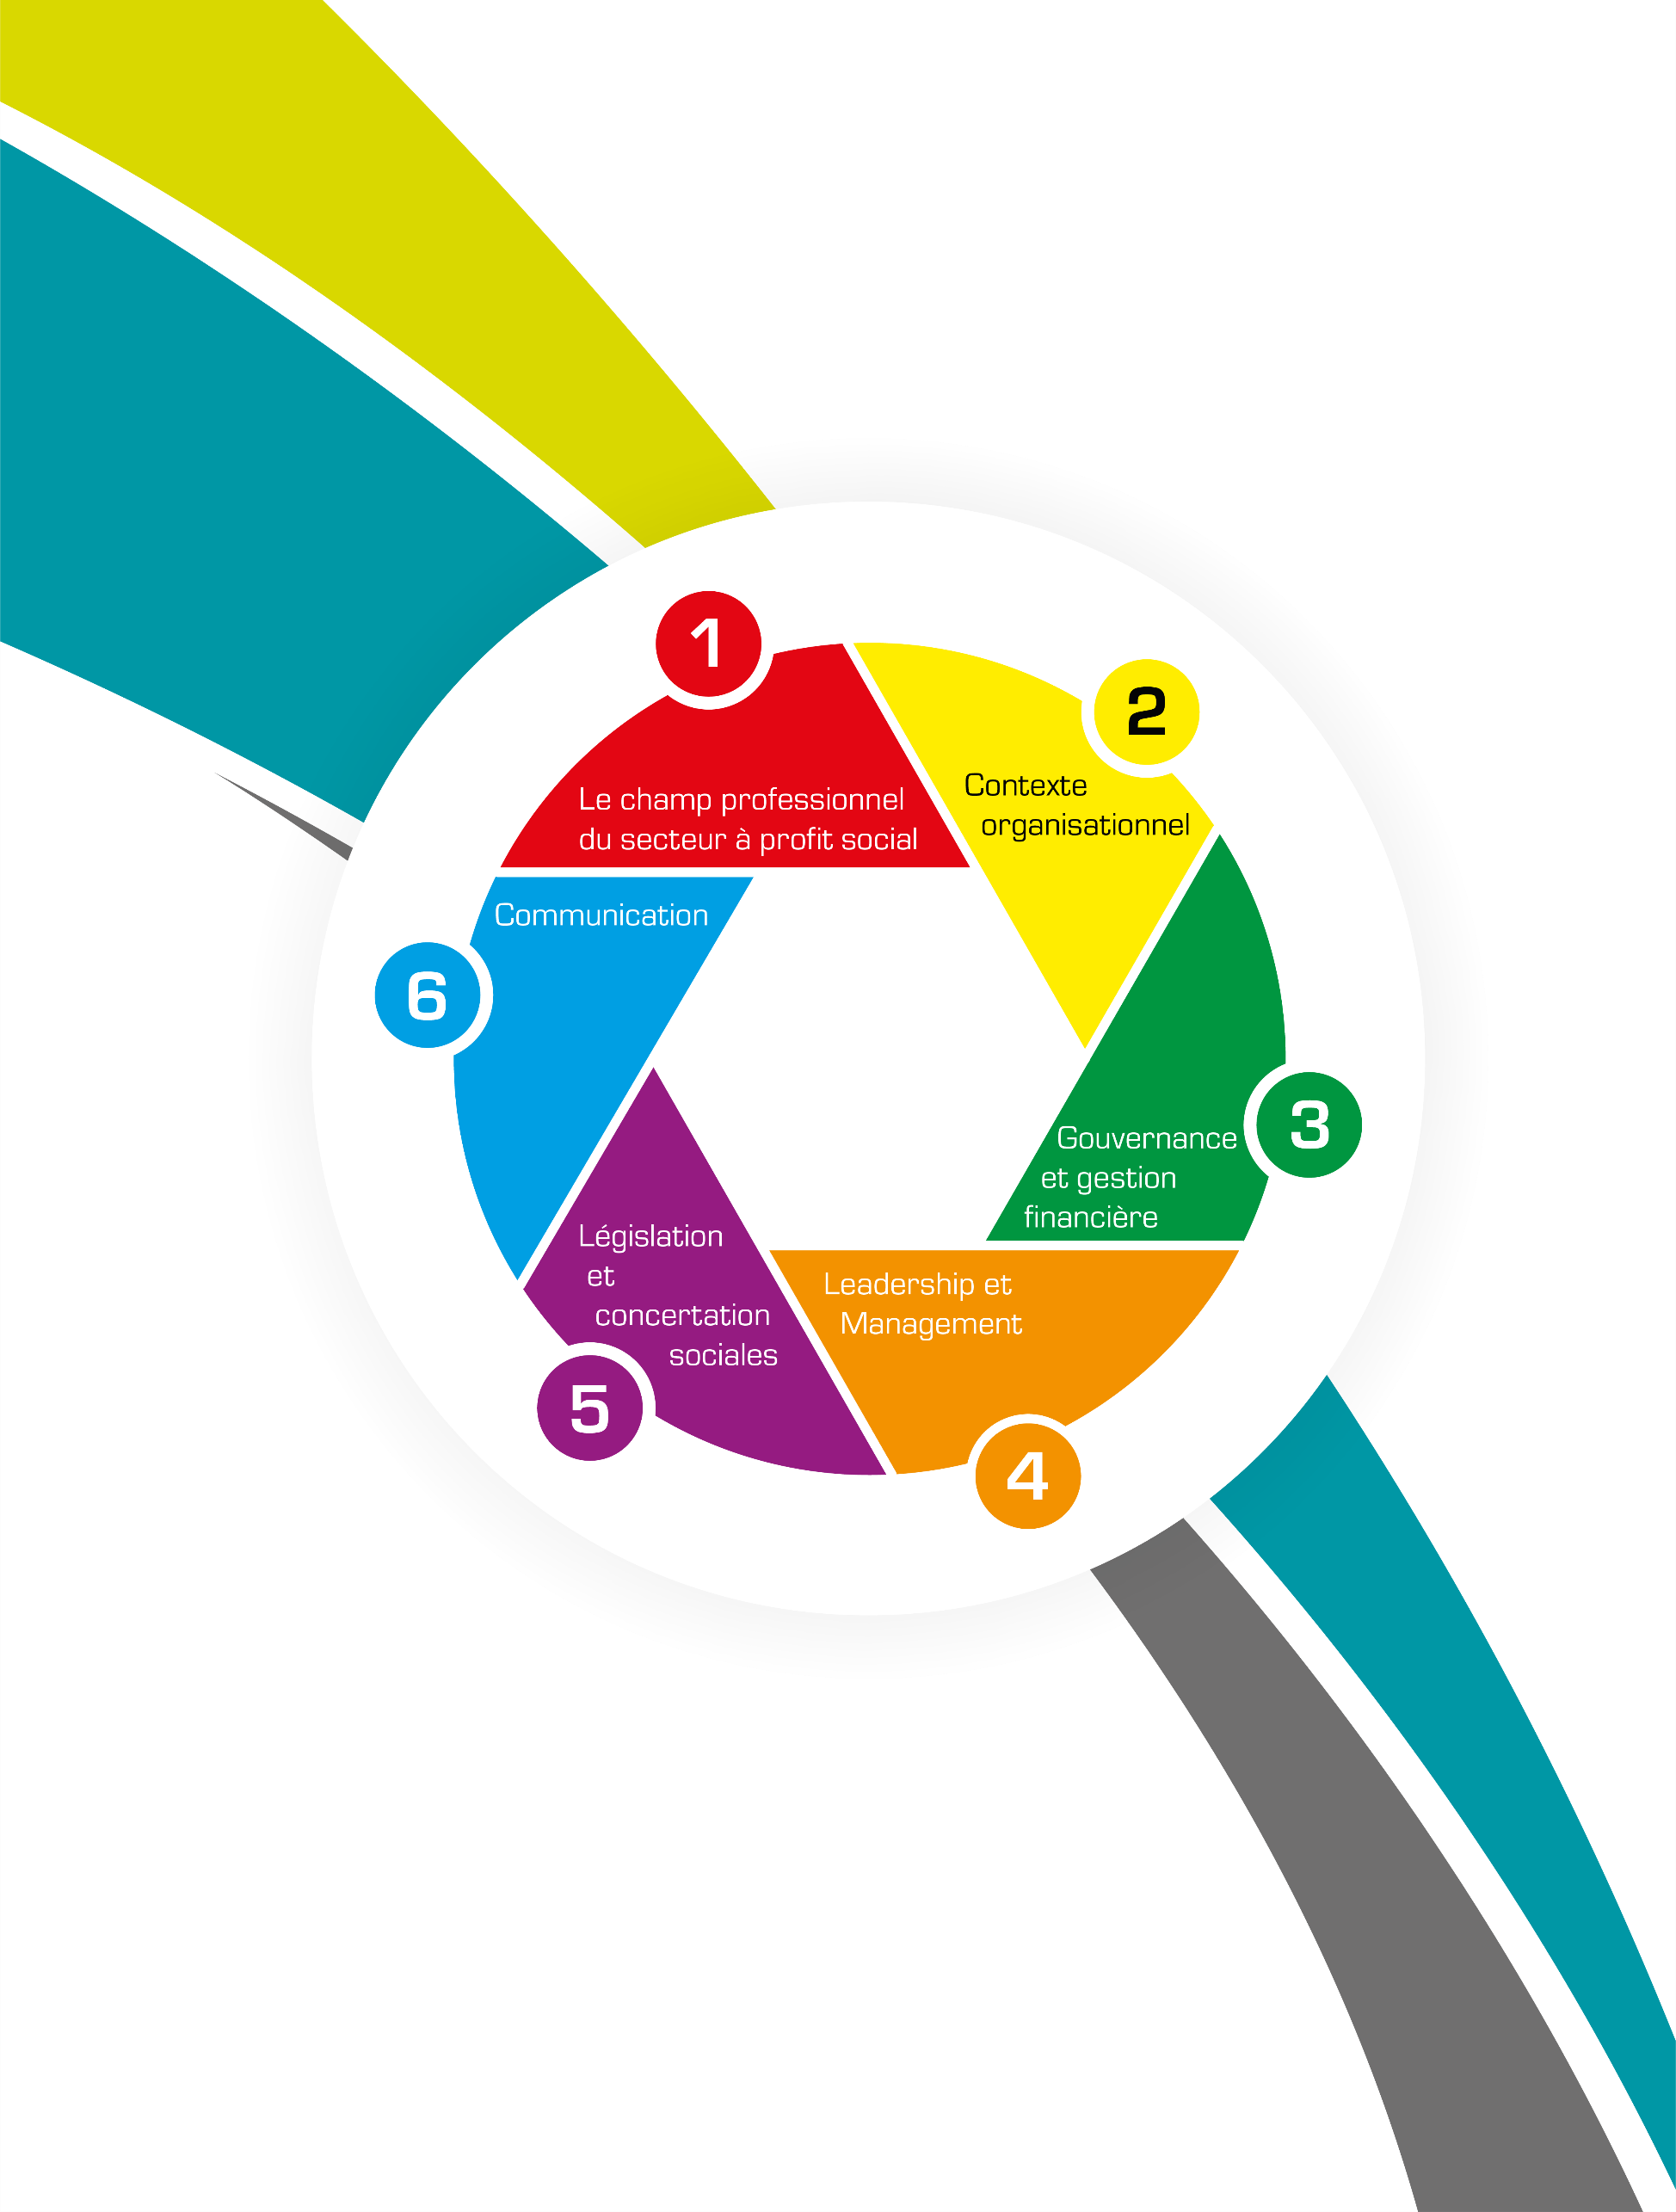 1
Le champ professionnel
du secteur à profit social
2
Contexte
organisationnel
3
Gouvernance
et gestion
financière
4
Leadership et
Management
5
Législation
et
concertation
sociales
6
Communication